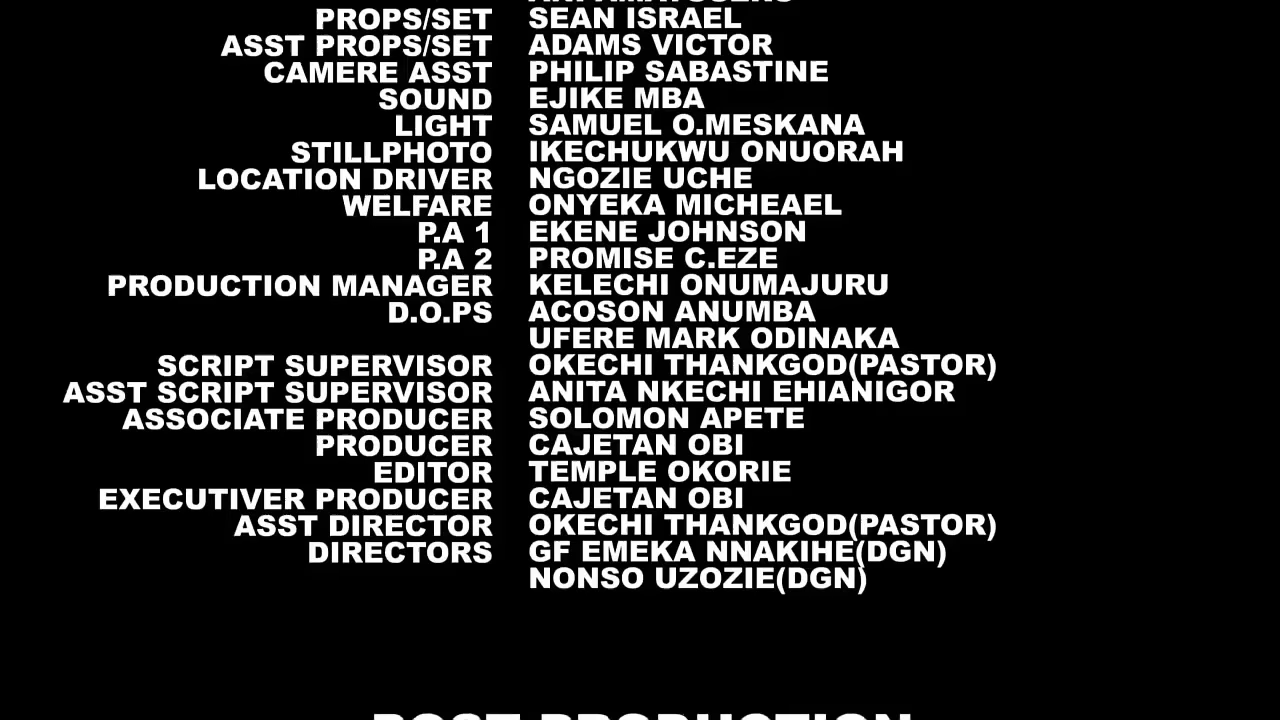 PROPS/SET SEAN ISRAEL
ASST PROPS/SET ADAMS VICTOR
CAMERE ASST PHILIP SABASTINE
SOUND EJIKE MBA
LIGHT SAMUEL O.MESKANA
STILLPHOTO IKECHUKWU ONUORAH
LOCATION DRIVER NGOZIE UCHE
WELFARE ONYEKA MICHEAEL
P.A 1 EKENE JOHNSON
P.A 2 PROMISE C.EZE
PRODUCTION MANAGER KELECHI ONUMAJURU
D.O.PS ACOSON ANUMBA
UFERE MARK ODINAKA
SCRIPT SUPERVISOR OKECHI THANKGOD(PASTOR)
ASST SCRIPT SUPERVISOR ANITA NKECHI EHIANIGOR
ASSOCIATE PRODUCER SOLOMON APETE
PRODUCER CAJETAN OBI
EDITOR TEMPLE OKORIE
EXECUTIVER PRODUCER CAJETAN OBI
ASST DIRECTOR OKECHI THANKGOD(PASTOR)
DIRECTORS GF EMEKA NNAKIHE(DGN)
NONSO UZOZIE(DGN)
POST PRODUCTION